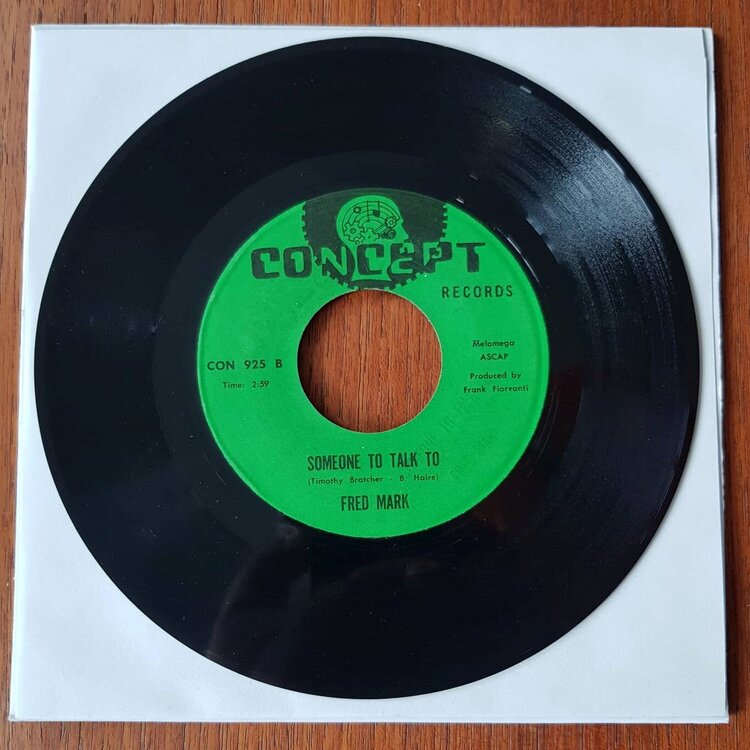 CONCEPT
RECORDS
CON 925 B
Time: 2:59
Melomega
ASCAP
Produced by
Frank Fiorvanti
SOMEONE TO TALK TO
(Timothy Bratcher - B. Haire)
FRED MARK